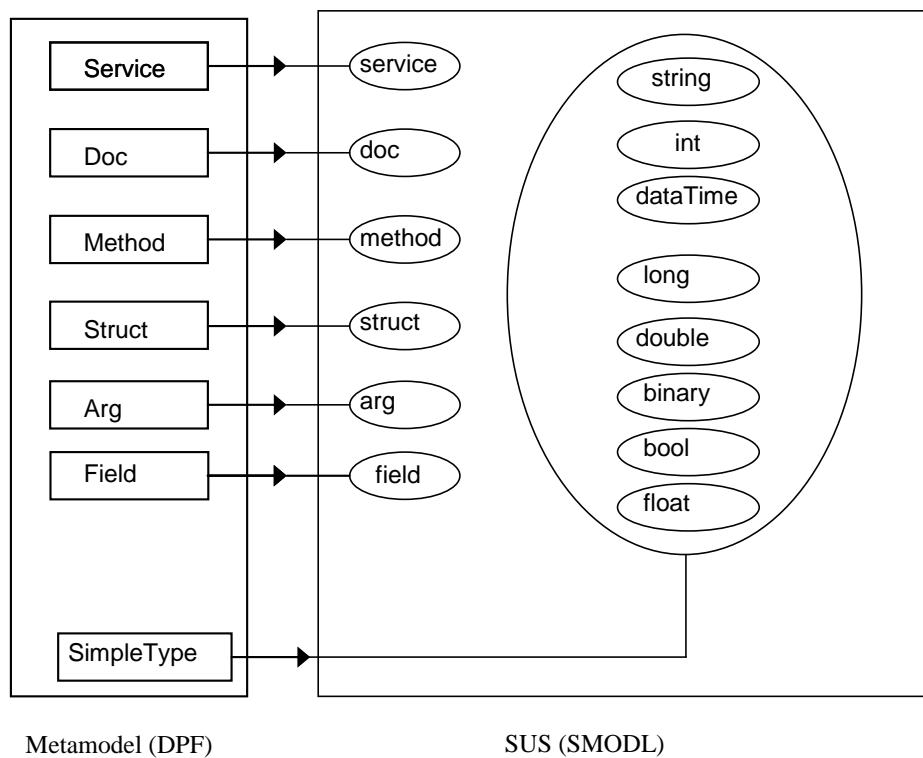 Service
service
string
Doc
doc
int
dataTime
Method
method
long
Struct
struct
double
Arg
arg
binary
bool
Field
field
float
SimpleType
Metamodel (DPF)
SUS (SMODL)